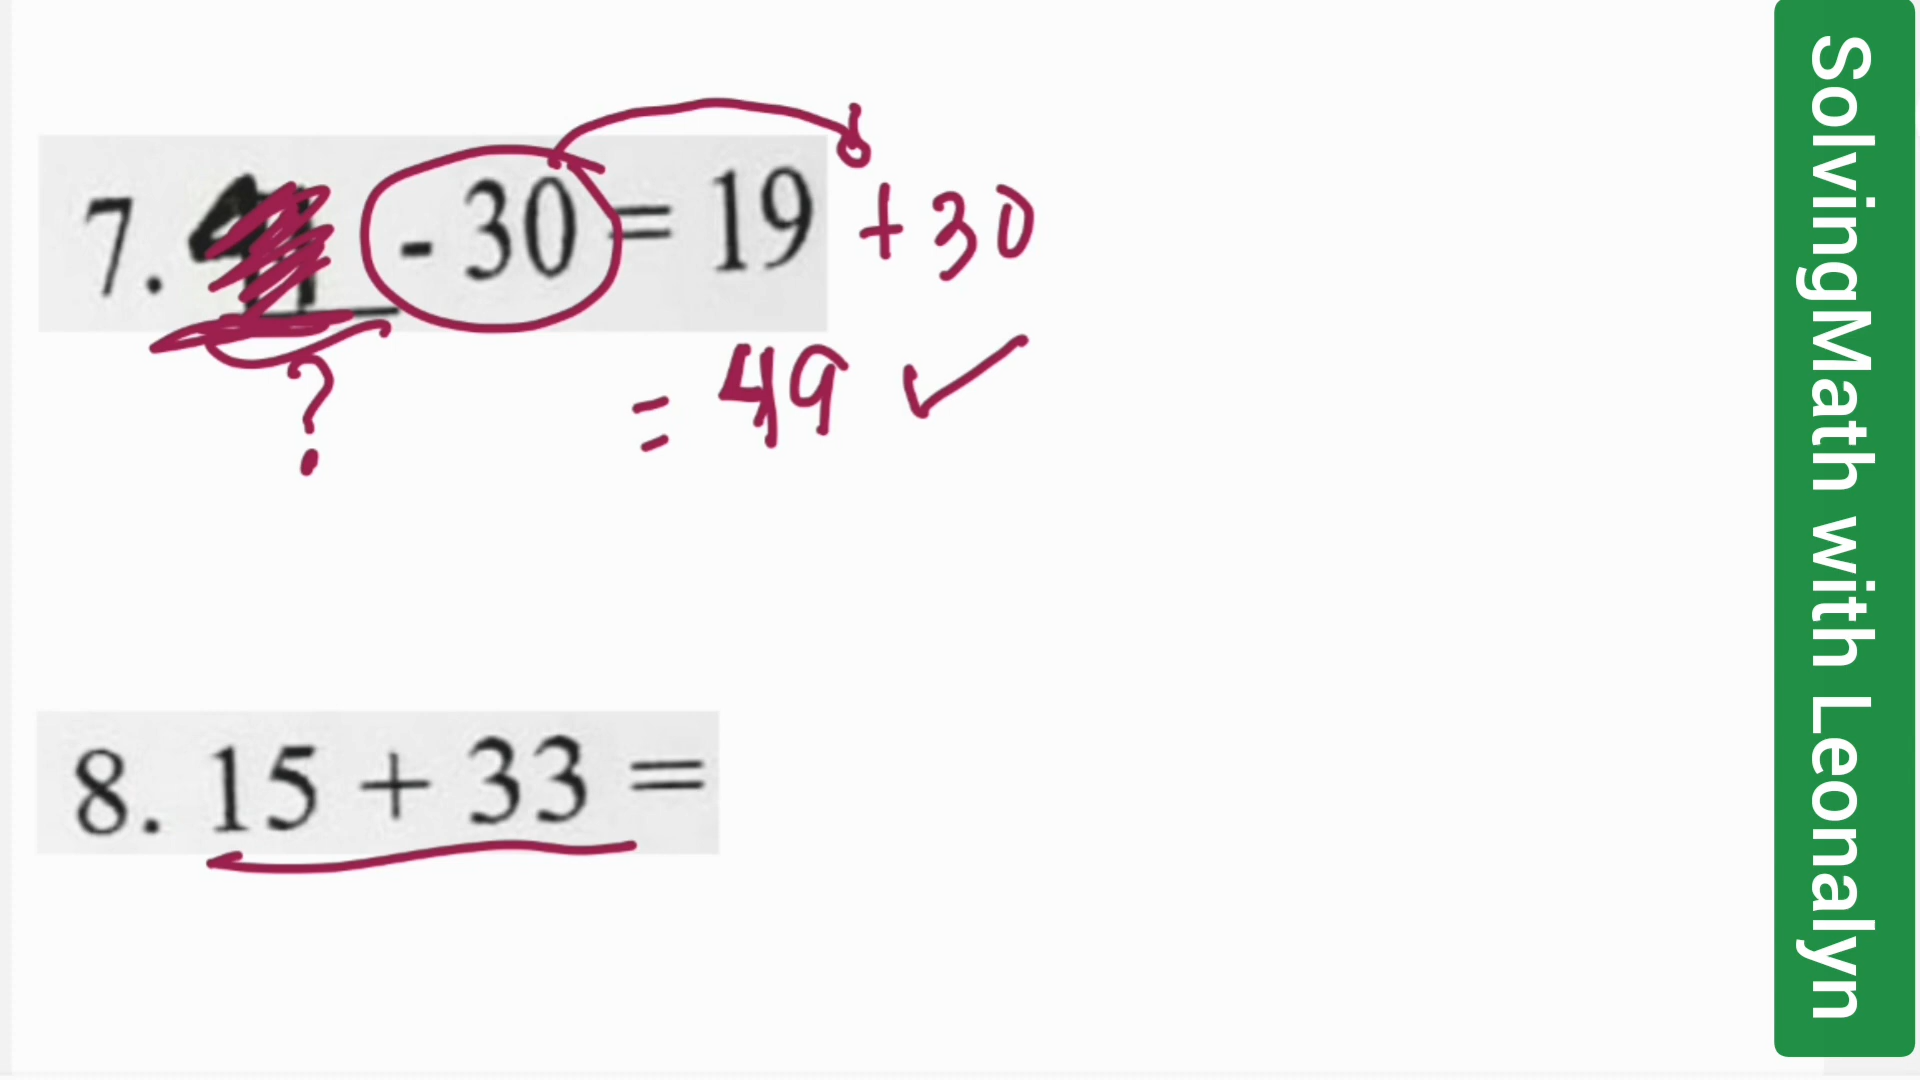 7. - 30 = 19 + 30
?
= 49 ✓
8. 15 + 33 =
SolvingMath with Leonalyn